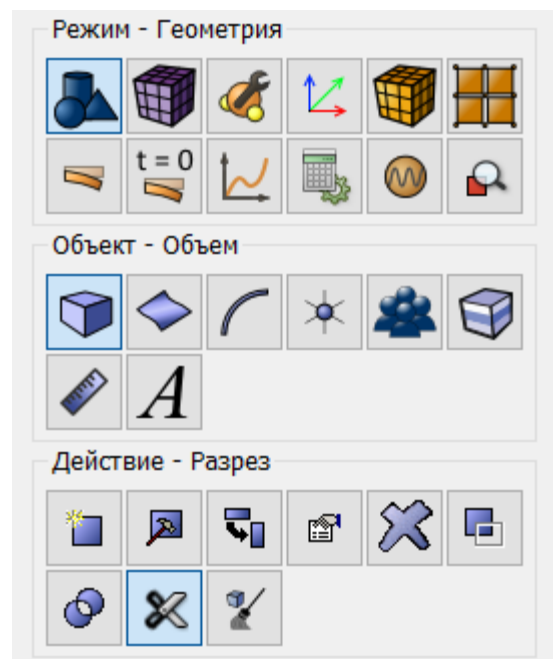 Режим - Геометрия
t = 0
Объект - Объем
A
Действие - Разрез